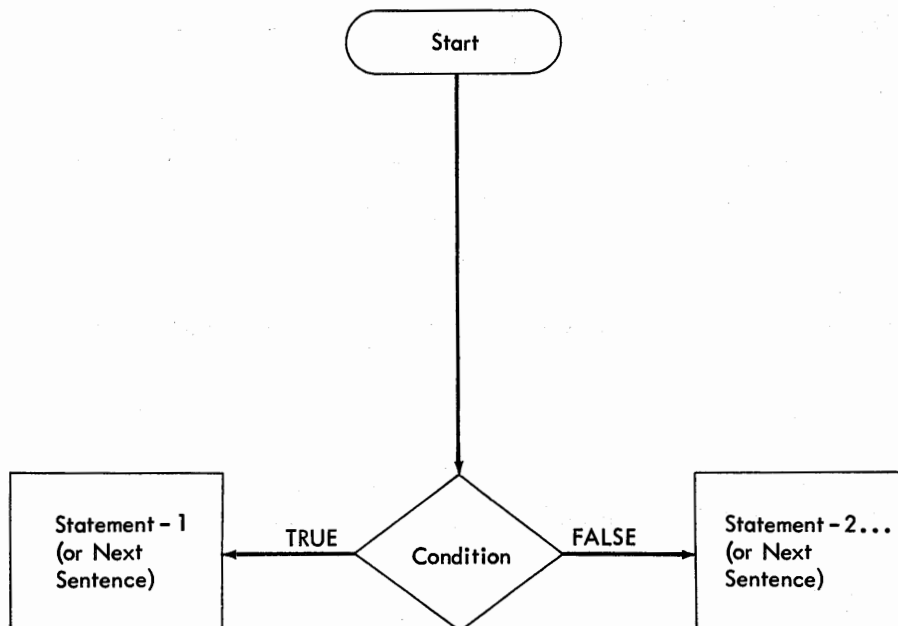 Start
Statement-1
(or Next
Sentence)
TRUE
Condition
FALSE
Statement-2...
(or Next
Sentence)